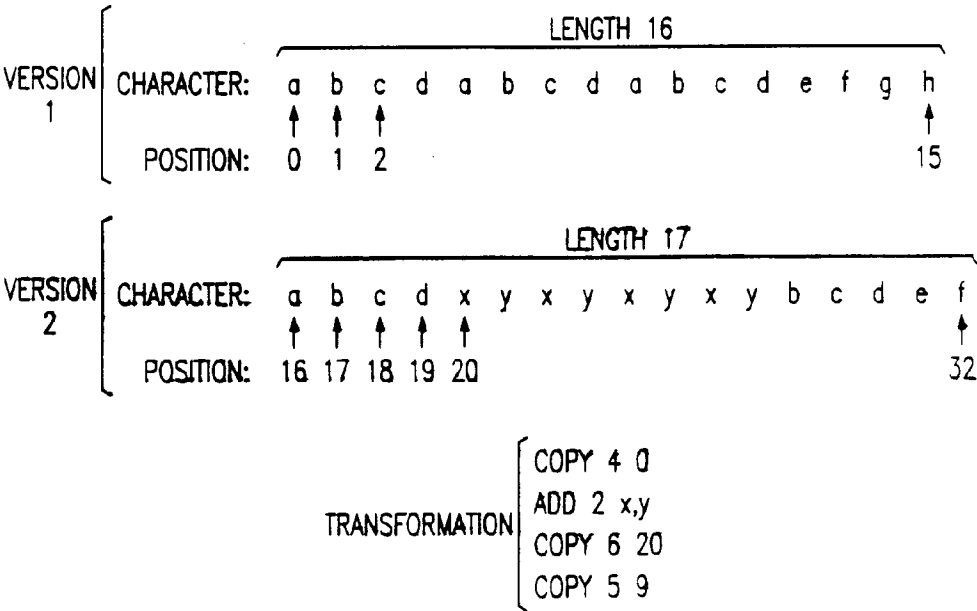 LENGTH 16
VERSION 1
CHARACTER: a b c d a b c d a b c d e f g h
POSITION: 0 1 2 15
LENGTH 17
VERSION 2
CHARACTER: a b c d x y x y x y x y b c d e f
POSITION: 16 17 18 19 20 32
TRANSFORMATION
COPY 4 0
ADD 2 x,y
COPY 6 20
COPY 5 9